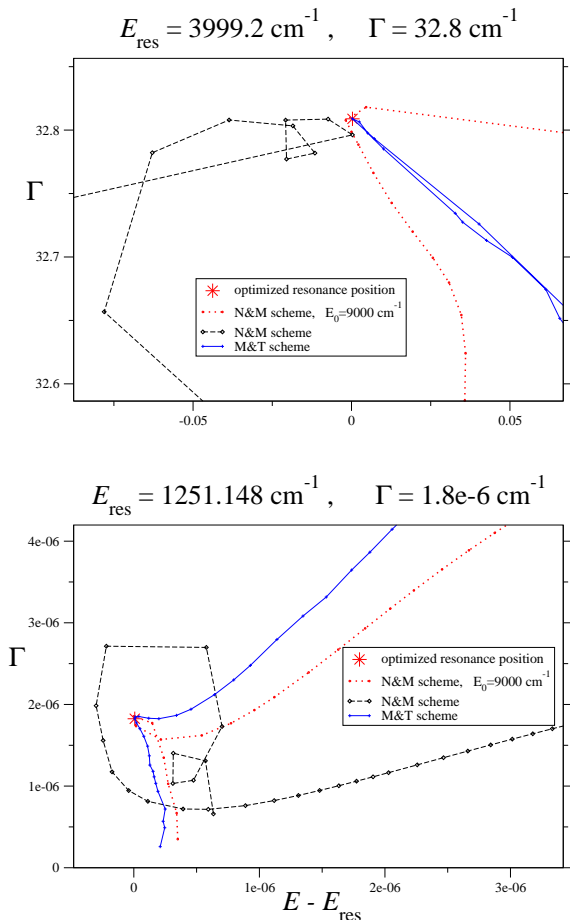 E_res = 3999.2 cm^-1 ,   Γ = 32.8 cm^-1
32.8
Γ
32.7
32.6
optimized resonance position
N&M scheme,  E_0=9000 cm^-1
N&M scheme
M&T scheme
-0.05 0 0.05
E_res = 1251.148 cm^-1 ,   Γ = 1.8e-6 cm^-1
4e-06
3e-06
Γ
2e-06
1e-06
0
optimized resonance position
N&M scheme,  E_0=9000 cm^-1
N&M scheme
M&T scheme
0 1e-06 2e-06 3e-06
E - E_res